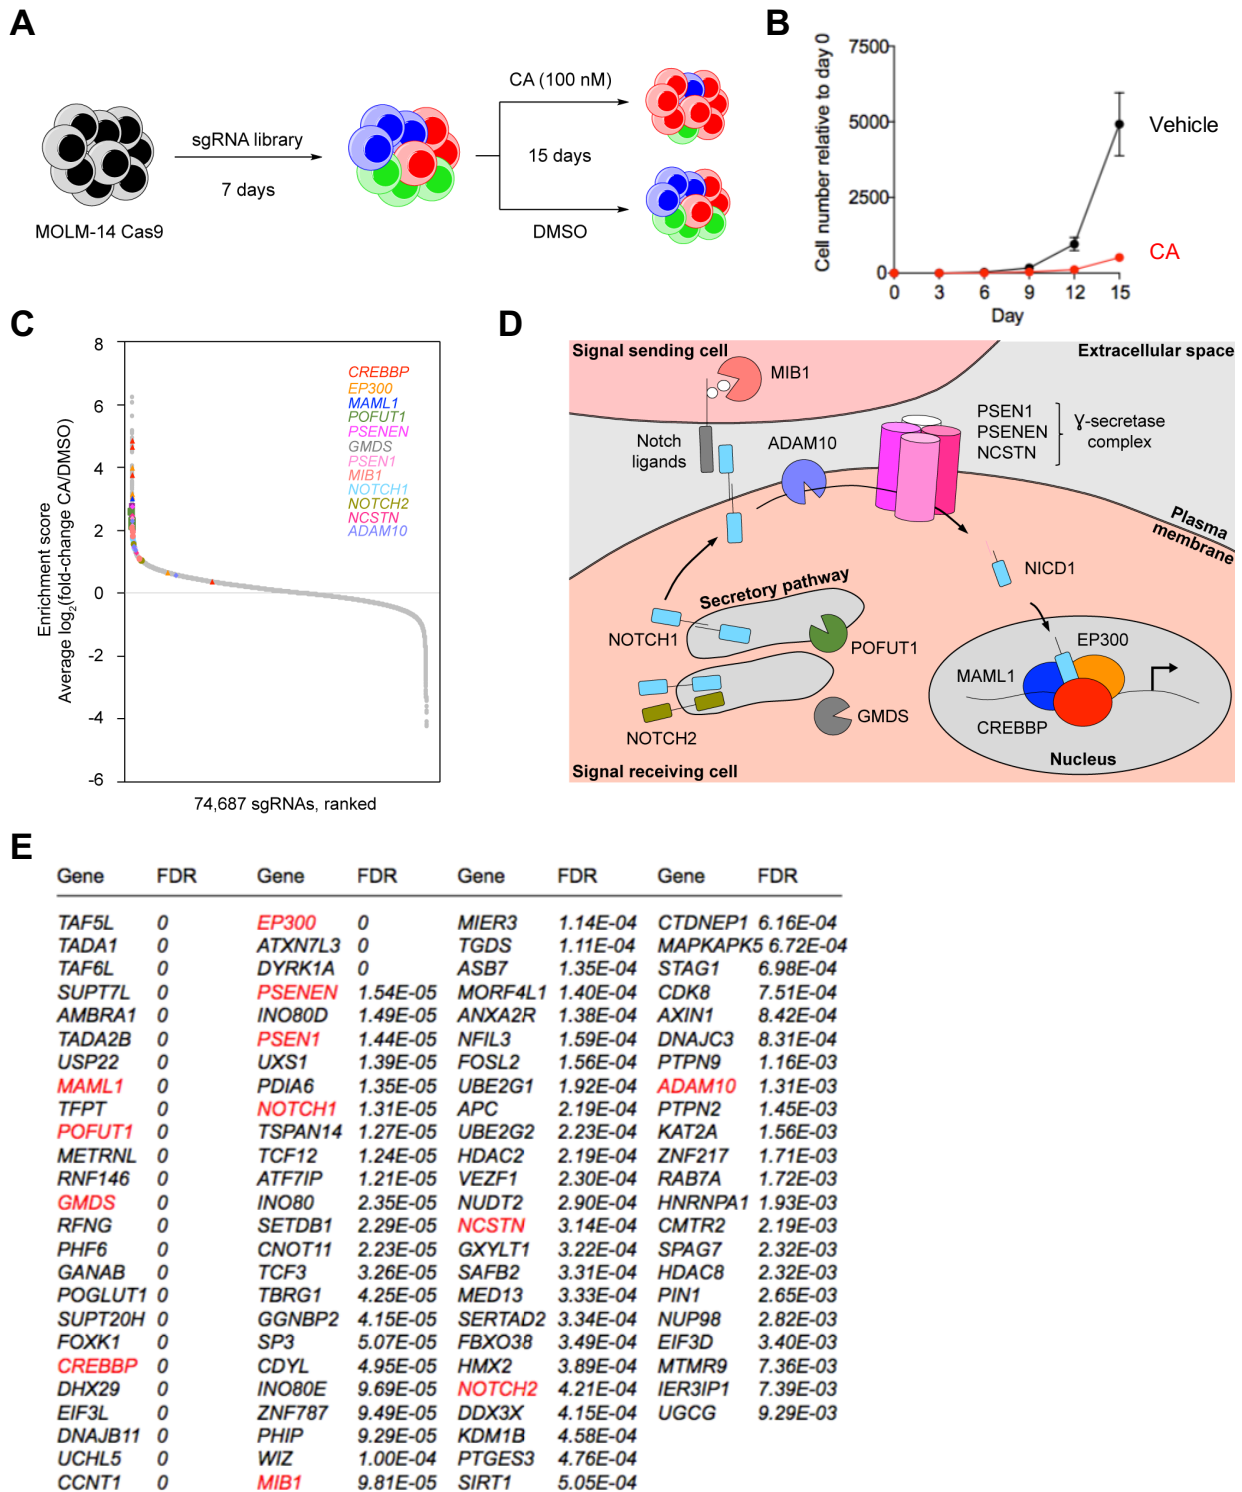 A
sgRNA library
7 days
MOLM-14 Cas9
CA (100 nM)
15 days
DMSO
B
Cell number relative to day 0
7500
5000
2500
0
0 3 6 9 12 15
Day
Vehicle
CA
C
Enrichment score
Average log2(fold-change CA/DMSO)
8
6
4
2
0
-2
-4
-6
CREBBP
EP300
MAML1
POFUT1
PSENEN
GMDS
PSEN1
MIB1
NOTCH1
NOTCH2
NCSTN
ADAM10
74,687 sgRNAs, ranked
D
Signal sending cell
Extracellular space
MIB1
Notch
ligands
ADAM10
PSEN1
PSENEN
NCSTN
Ɣ-secretase
complex
Plasma
membrane
NICD1
Secretory pathway
NOTCH1
POFUT1
NOTCH2
GMDS
EP300
MAML1
CREBBP
Nucleus
Signal receiving cell
E
Gene FDR Gene FDR Gene FDR Gene FDR
TAF5L 0 EP300 0 MIER3 1.14E-04 CTDNEP1 6.16E-04
TADA1 0 ATXN7L3 0 TGDS 1.11E-04 MAPKAPK5 6.72E-04
TAF6L 0 DYRK1A 0 ASB7 1.35E-04 STAG1 6.98E-04
SUPT7L 0 PSENEN 1.54E-05 MORF4L1 1.40E-04 CDK8 7.51E-04
AMBRA1 0 INO80D 1.49E-05 ANXA2R 1.38E-04 AXIN1 8.42E-04
TADA2B 0 PSEN1 1.44E-05 NFIL3 1.59E-04 DNAJC3 8.31E-04
USP22 0 UXS1 1.39E-05 FOSL2 1.56E-04 PTPN9 1.16E-03
MAML1 0 PDIA6 1.35E-05 UBE2G1 1.92E-04 ADAM10 1.31E-03
TFPT 0 NOTCH1 1.31E-05 APC 2.19E-04 PTPN2 1.45E-03
POFUT1 0 TSPAN14 1.27E-05 UBE2G2 2.23E-04 KAT2A 1.56E-03
METRNL 0 TCF12 1.24E-05 HDAC2 2.19E-04 ZNF217 1.71E-03
RNF146 0 ATF7IP 1.21E-05 VEZF1 2.30E-04 RAB7A 1.72E-03
GMDS 0 INO80 2.35E-05 NUDT2 2.90E-04 HNRNPA1 1.93E-03
RFNG 0 SETDB1 2.29E-05 NCSTN 3.14E-04 CMTR2 2.19E-03
PHF6 0 CNOT11 2.23E-05 GXYLT1 3.22E-04 SPAG7 2.32E-03
GANAB 0 TCF3 3.26E-05 SAFB2 3.31E-04 HDAC8 2.32E-03
POGLUT1 0 TBRG1 4.25E-05 MED13 3.33E-04 PIN1 2.65E-03
SUPT20H 0 GGNBP2 4.15E-05 SERTAD2 3.34E-04 NUP98 2.82E-03
FOXK1 0 SP3 5.07E-05 FBXO38 3.49E-04 EIF3D 3.40E-03
CREBBP 0 CDYL 4.95E-05 HMX2 3.89E-04 MTMR9 7.36E-03
DHX29 0 INO80E 9.69E-05 NOTCH2 4.21E-04 IER3IP1 7.39E-03
EIF3L 0 ZNF787 9.49E-05 DDX3X 4.15E-04 UGCG 9.29E-03
DNAJB11 0 PHIP 9.29E-05 KDM1B 4.58E-04
UCHL5 0 WIZ 1.00E-04 PTGES3 4.76E-04
CCNT1 0 MIB1 9.81E-05 SIRT1 5.05E-04